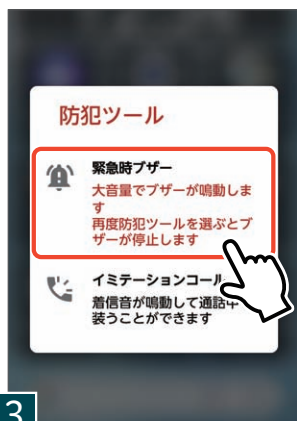 防犯ツール
緊急時ブザー
大音量でブザーが鳴動しま
す
再度防犯ツールを選ぶとブ
ザーが停止します
イミテーションコール
着信音が鳴動して通話中
装うことができます
3